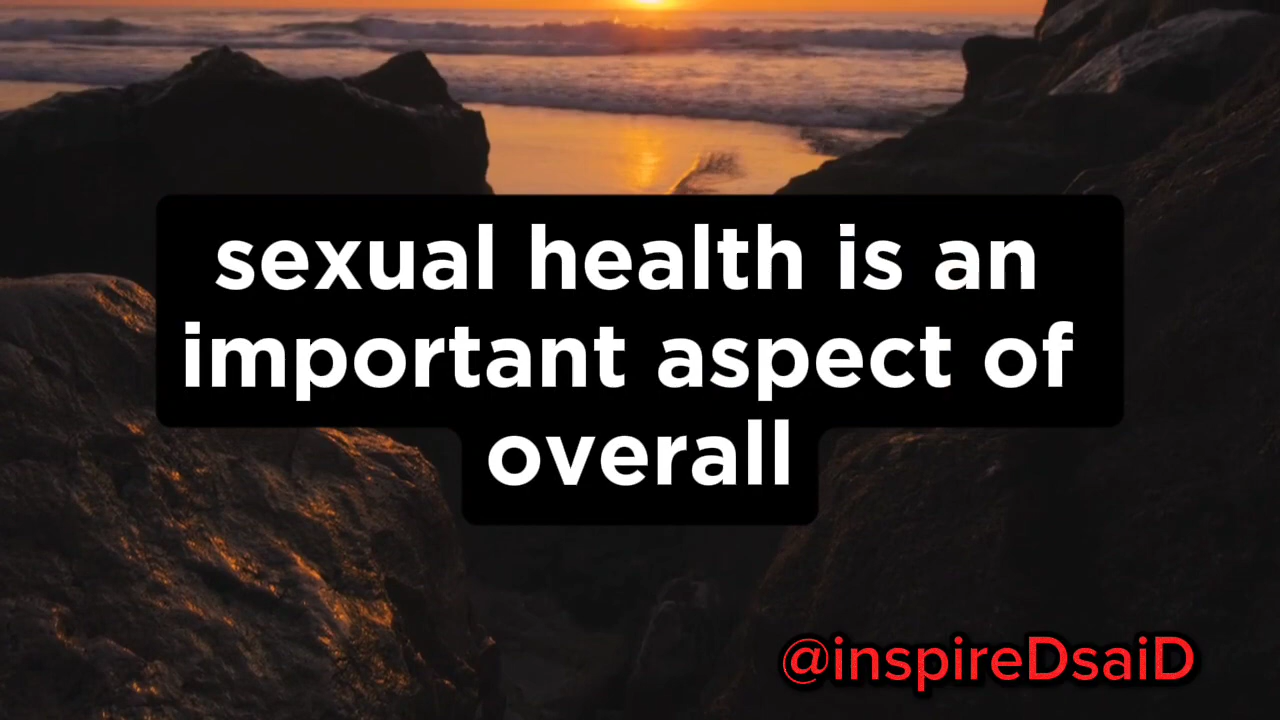 sexual health is an
important aspect of
overall
@inspireDsaiD